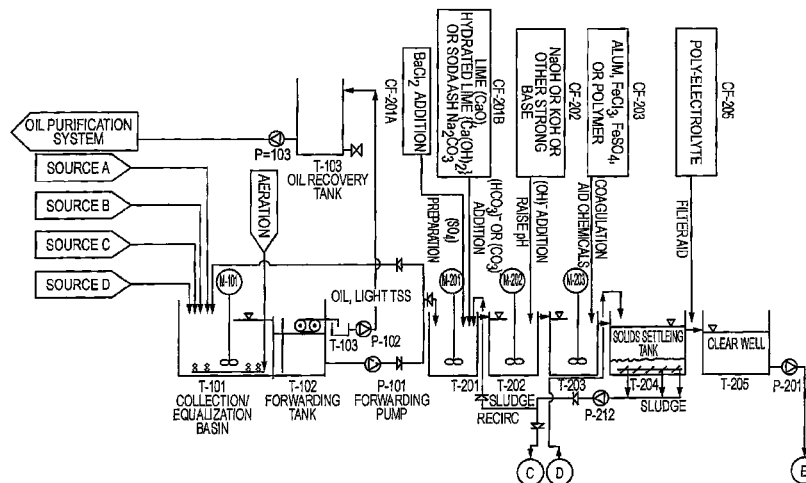 OIL PURIFICATION
SYSTEM
SOURCE A
SOURCE B
SOURCE C
SOURCE D
P=103
T-103
OIL RECOVERY
TANK
AERATION
M-101
T-101
COLLECTION/
EQUALIZATION
BASIN
T-102
FORWARDING
TANK
T-103
OIL, LIGHT TSS
P-102
P-101
FORWARDING
PUMP
CF-201A
BaCl2 ADDITION
(SO4)
PREPARATION
CF-201B
LIME (CaO),
HYDRATED LIME {Ca(OH)2}
OR SODA ASH Na2CO3
(HCO3)- OR (CO3)-
ADDITION
CF-202
NaOH OR KOH OR
OTHER STRONG
BASE
(OH)- ADDITION
RAISE pH
CF-203
ALUM, FeCl3, FeSO4,
OR POLYMER
COAGULATION
AID CHEMICALS
CF-206
POLY-ELECTROLYTE
FILTER AID
M-201
M-202
M-203
T-201
T-202
T-203
SLUDGE
RECIRC
SOLIDS SETTLEING
TANK
T-204
SLUDGE
P-212
CLEAR WELL
T-205
P-201
C
D
E